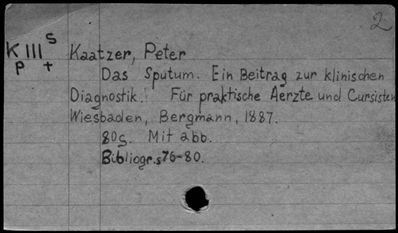 2
K III s Kaatzer, Peter
p + Das Sputum. Ein Beitrag zur klinischen
Diagnostik. Für praktische Aerzte und Cursisten
Wiesbaden, Bergmann, 1887.
80s. Mit abb.
Bibliogr. s 76-80.